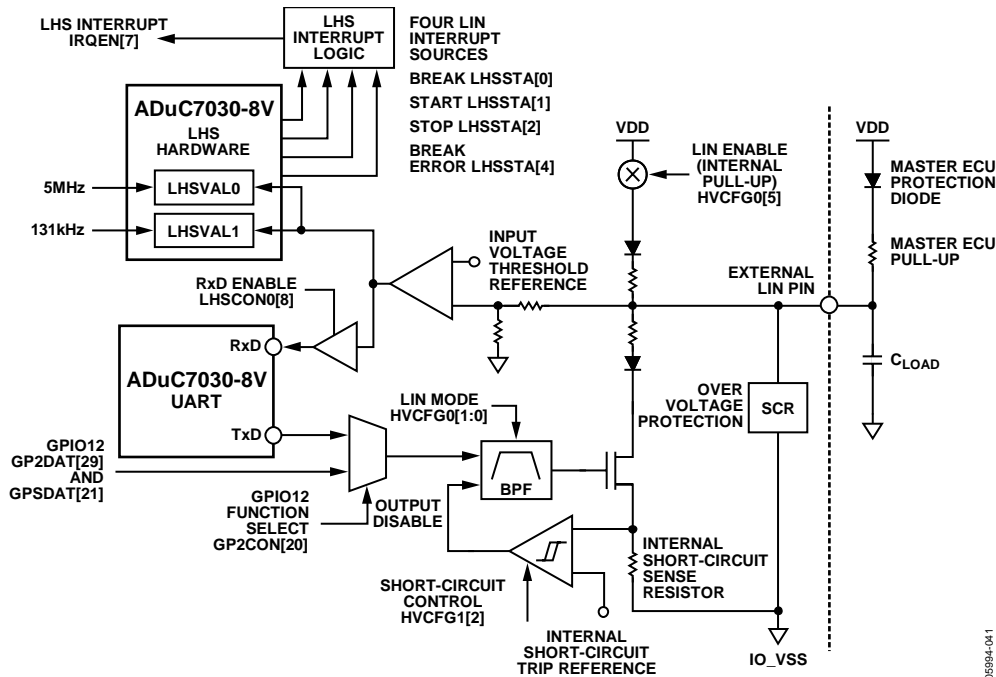 LHS INTERRUPT
IRQEN[7]
LHS
INTERRUPT
LOGIC
FOUR LIN
INTERRUPT
SOURCES
BREAK LHSSTA[0]
START LHSSTA[1]
STOP LHSSTA[2]
BREAK
ERROR LHSSTA[4]
ADuC7030-8V
LHS
HARDWARE
5MHz
LHSVAL0
131kHz
LHSVAL1
VDD
LIN ENABLE
(INTERNAL
PULL-UP)
HVCFG0[5]
VDD
MASTER ECU
PROTECTION
DIODE
MASTER ECU
PULL-UP
INPUT
VOLTAGE
THRESHOLD
REFERENCE
EXTERNAL
LIN PIN
RxD ENABLE
LHSCON0[8]
RxD
ADuC7030-8V
UART
TxD
CLOAD
OVER
VOLTAGE
PROTECTION
SCR
LIN MODE
HVCFG0[1:0]
BPF
GPIO12
GP2DAT[29]
AND
GPSDAT[21]
GPIO12
FUNCTION
SELECT
GP2CON[20]
OUTPUT
DISABLE
INTERNAL
SHORT-CIRCUIT
SENSE
RESISTOR
SHORT-CIRCUIT
CONTROL
HVCFG1[2]
INTERNAL
SHORT-CIRCUIT
TRIP REFERENCE
IO_VSS
05994-041